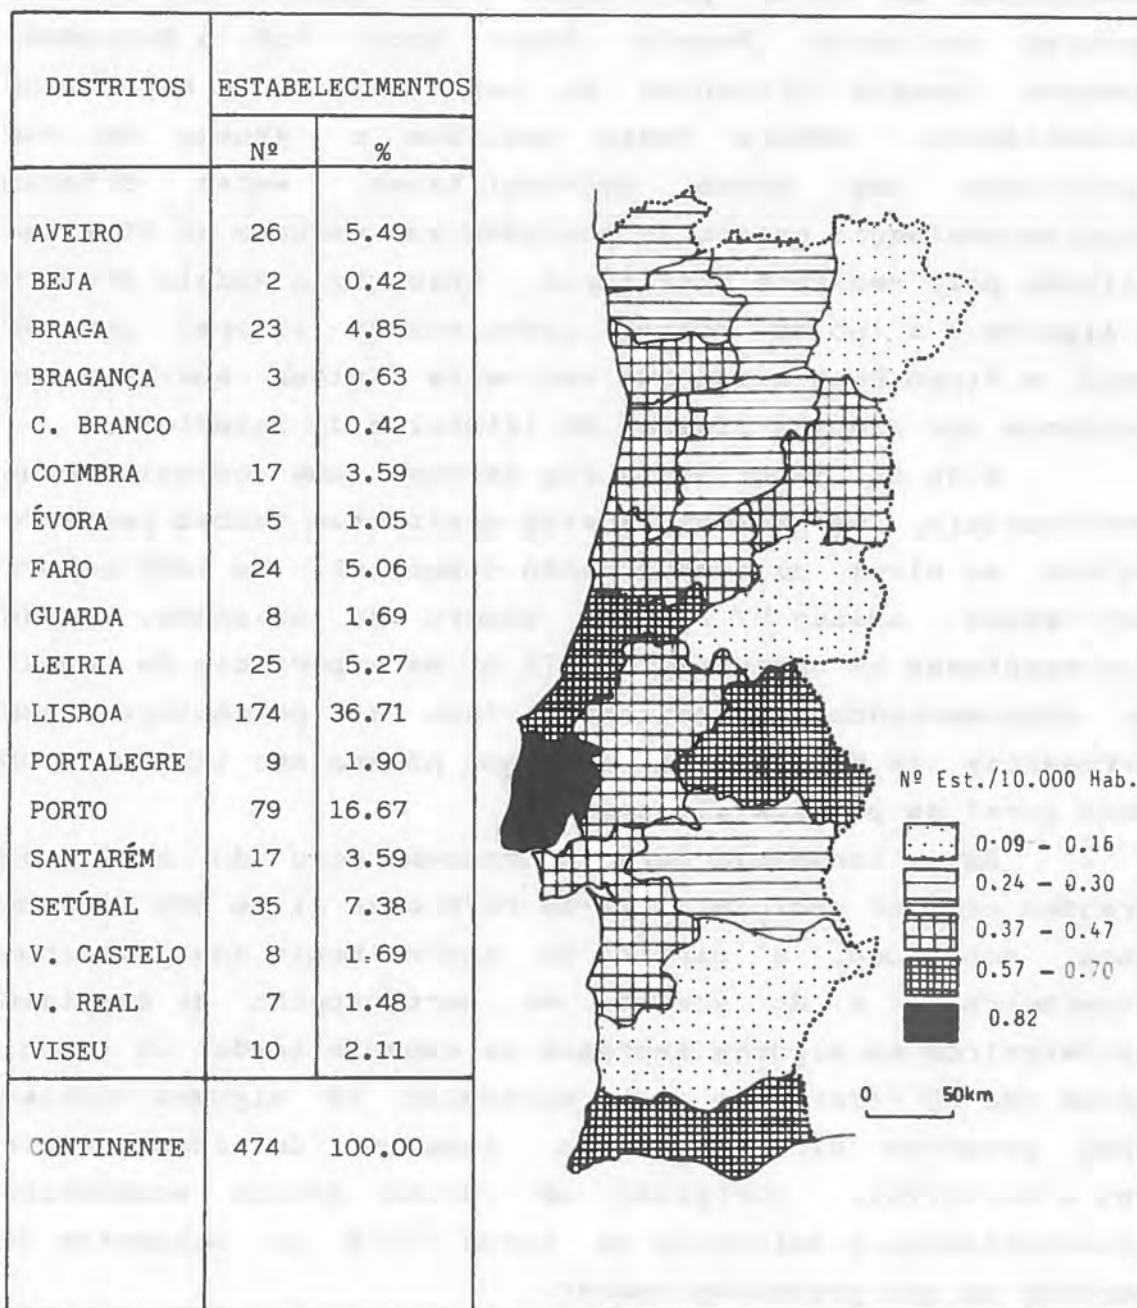 DISTRITOS ESTABELECIMENTOS
Nº %
AVEIRO 26 5.49
BEJA 2 0.42
BRAGA 23 4.85
BRAGANÇA 3 0.63
C. BRANCO 2 0.42
COIMBRA 17 3.59
ÉVORA 5 1.05
FARO 24 5.06
GUARDA 8 1.69
LEIRIA 25 5.27
LISBOA 174 36.71
PORTALEGRE 9 1.90
PORTO 79 16.67
SANTARÉM 17 3.59
SETÚBAL 35 7.38
V. CASTELO 8 1.69
V. REAL 7 1.48
VISEU 10 2.11
CONTINENTE 474 100.00
Nº Est./10.000 Hab.
0.09 - 0.16
0.24 - 0.30
0.37 - 0.47
0.57 - 0.70
0.82
0 50km